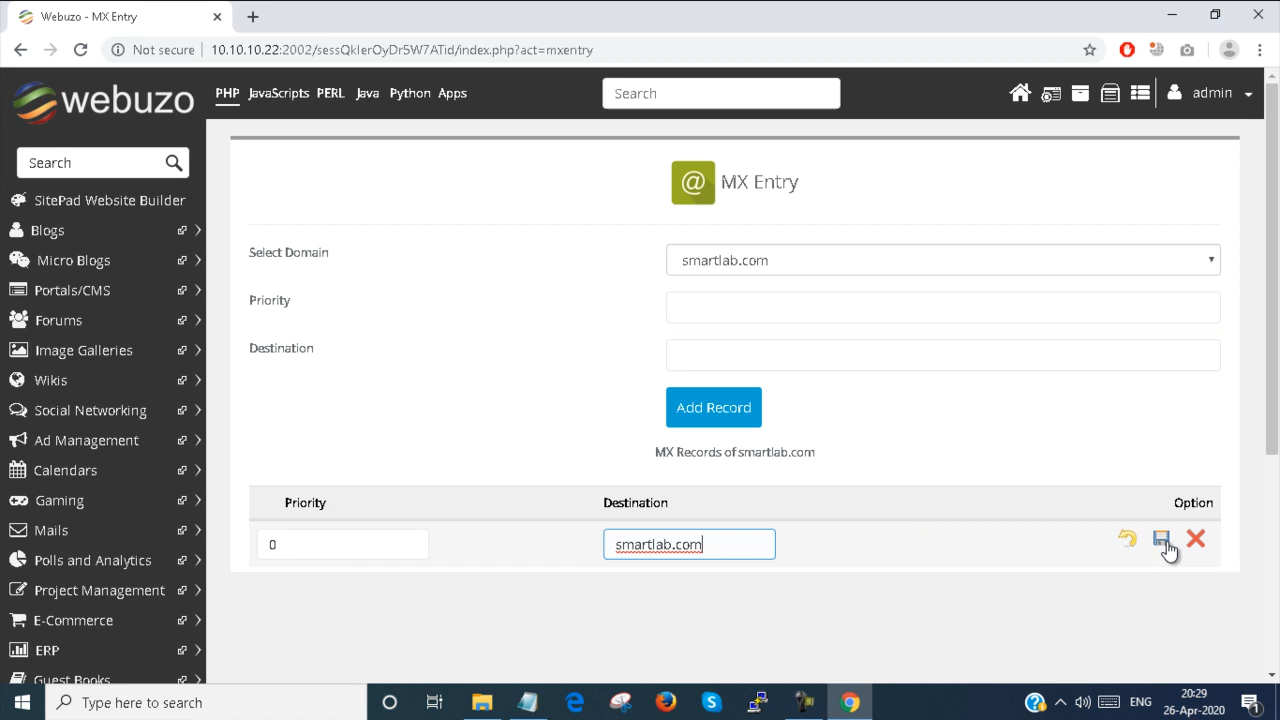 Webuzo - MX Entry
Not secure 10.10.10.22:2002/sessQkIerOyDr5W7ATid/index.php?act=mxentry
webuzo
PHP JavaScripts PERL Java Python Apps
Search
admin
Search
SitePad Website Builder
Blogs
Micro Blogs
Portals/CMS
Forums
Image Galleries
Wikis
Social Networking
Ad Management
Calendars
Gaming
Mails
Polls and Analytics
Project Management
E-Commerce
ERP
Guest Books
MX Entry
Select Domain
smartlab.com
Priority
Destination
Add Record
MX Records of smartlab.com
Priority Destination Option
0 smartlab.com
Type here to search
ENG
20:29
26-Apr-2020
1